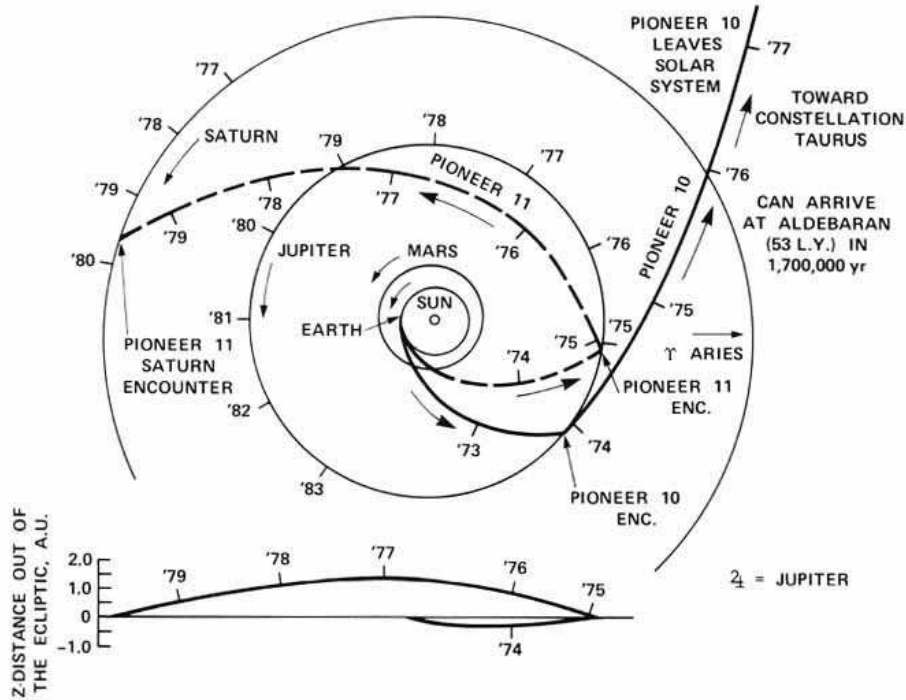 PIONEER 10
LEAVES
SOLAR
SYSTEM
'77
TOWARD
CONSTELLATION
TAURUS
'76
CAN ARRIVE
AT ALDEBARAN
(53 L.Y.) IN
1,700,000 yr
PIONEER 10
'75
♈ ARIES
'77
'78
SATURN
'79
'80
'79
'78
'77
'76
'79
'78
'77
'76
PIONEER 11
'80
JUPITER
MARS
SUN
EARTH
'81
'82
'83
PIONEER 11
SATURN
ENCOUNTER
'74
'75
'75
PIONEER 11
ENC.
'73
'74
PIONEER 10
ENC.
Z-DISTANCE OUT OF
THE ECLIPTIC, A.U.
2.0
1.0
0
-1.0
'79
'78
'77
'76
'75
'74
♃ = JUPITER